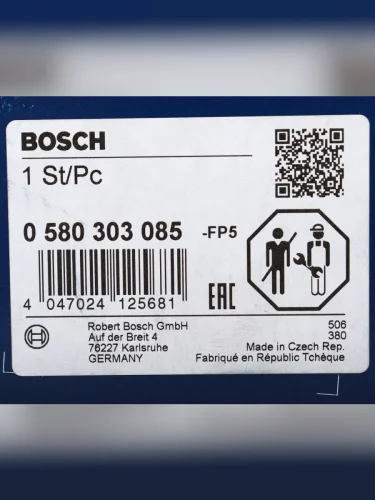 BOSCH
1 St/Pc
0 580 303 085 -FP5
4 047024 125681
EAC
Robert Bosch GmbH
Auf der Breit 4
76227 Karlsruhe
GERMANY
506
380
Made in Czech Rep.
Fabriqué en République Tchèque